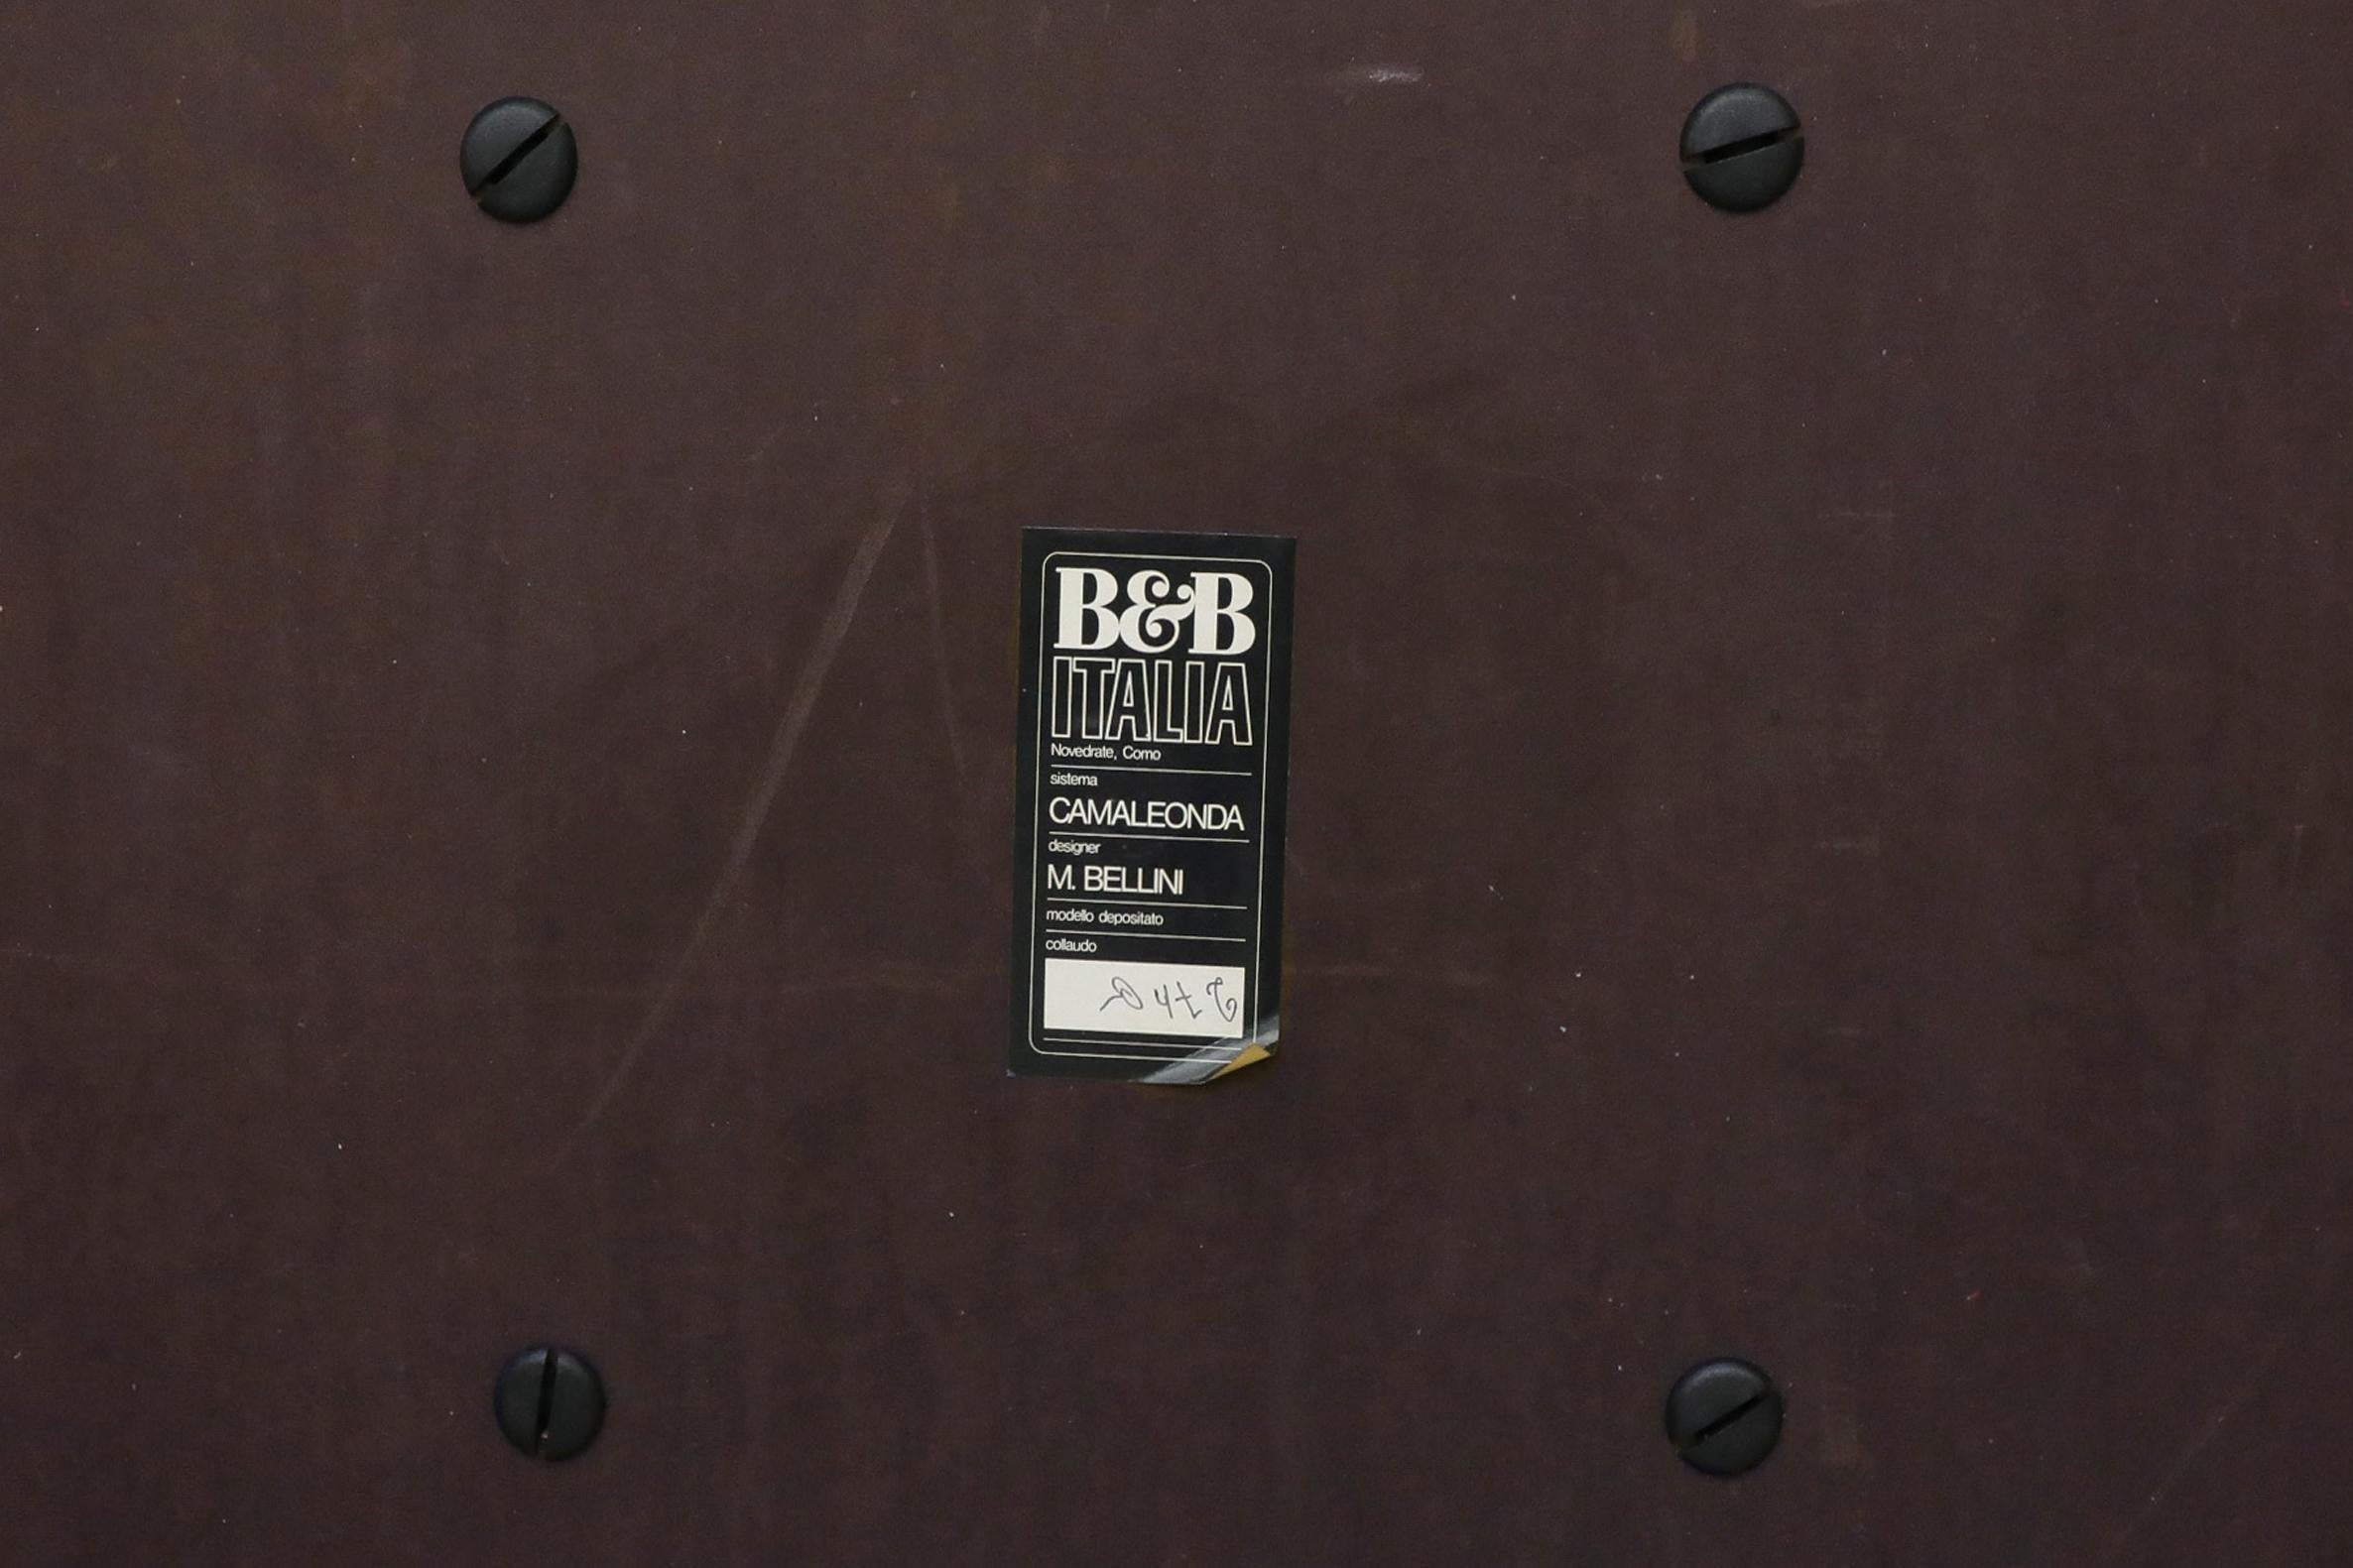 B&B
ITALIA
Novedrate, Como
sistema
CAMALEONDA
designer
M. BELLINI
modello depositato
collaudo